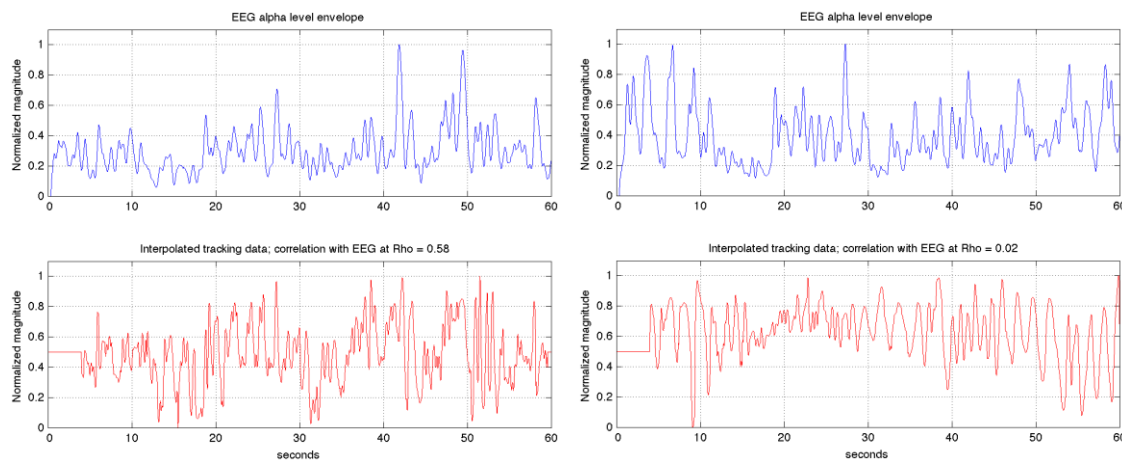 EEG alpha level envelope
Normalized magnitude
1
0.8
0.6
0.4
0.2
0
0 10 20 30 40 50 60
EEG alpha level envelope
Normalized magnitude
1
0.8
0.6
0.4
0.2
0
0 10 20 30 40 50 60
Interpolated tracking data; correlation with EEG at Rho = 0.58
Normalized magnitude
1
0.8
0.6
0.4
0.2
0
0 10 20 30 40 50 60
seconds
Interpolated tracking data; correlation with EEG at Rho = 0.02
Normalized magnitude
1
0.8
0.6
0.4
0.2
0
0 10 20 30 40 50 60
seconds